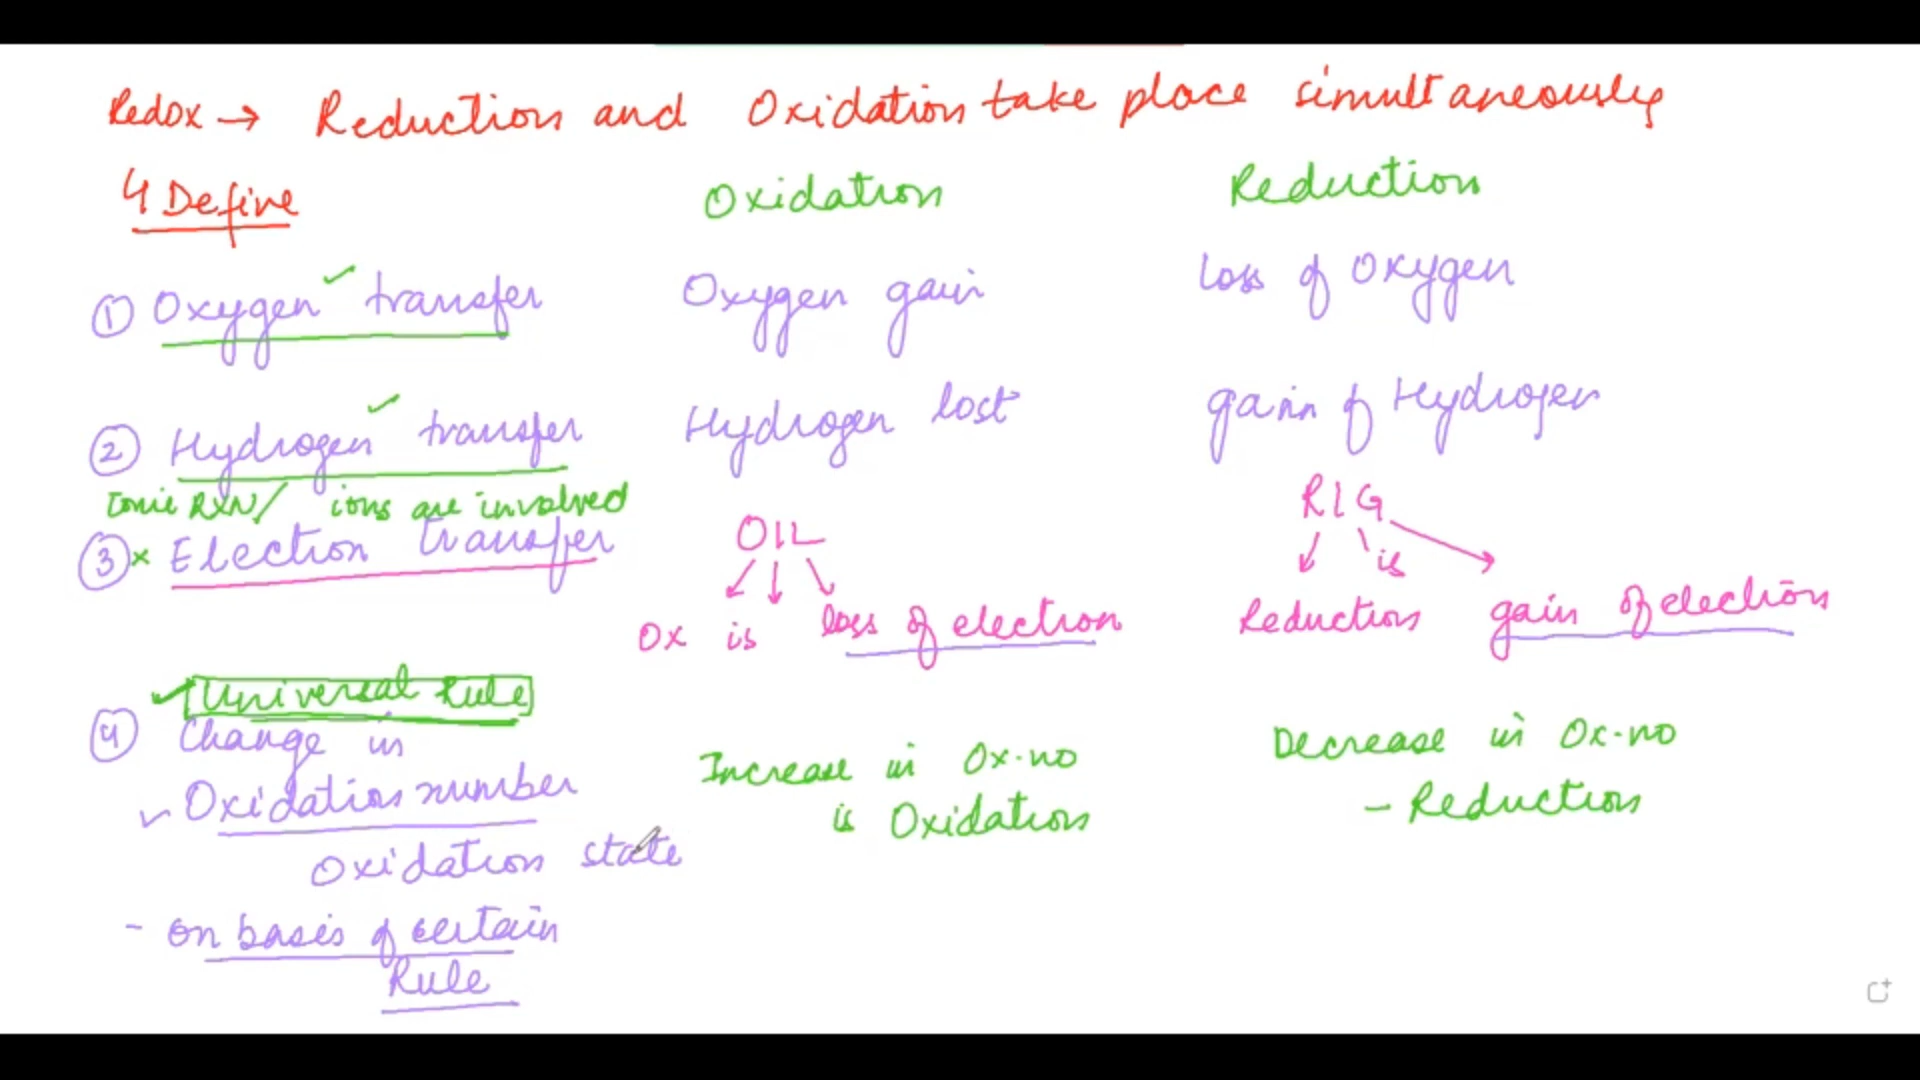 Redox → Reduction and Oxidation take place simultaneously
4 Define
Oxidation
Reduction
① Oxygen transfer
Oxygen gain
loss of Oxygen
② Hydrogen transfer
Hydrogen lost
gain of Hydrogen
Ionic RXN/ ions are involved
③ × Electron transfer
OIL
Ox is loss of electron
RIG
is
Reduction gain of electron
Universal Rule
④ Change in
Oxidation number
Oxidation state
Increase in Ox.no
is Oxidation
Decrease in Ox.no
- Reduction
- on basis of certain
Rule